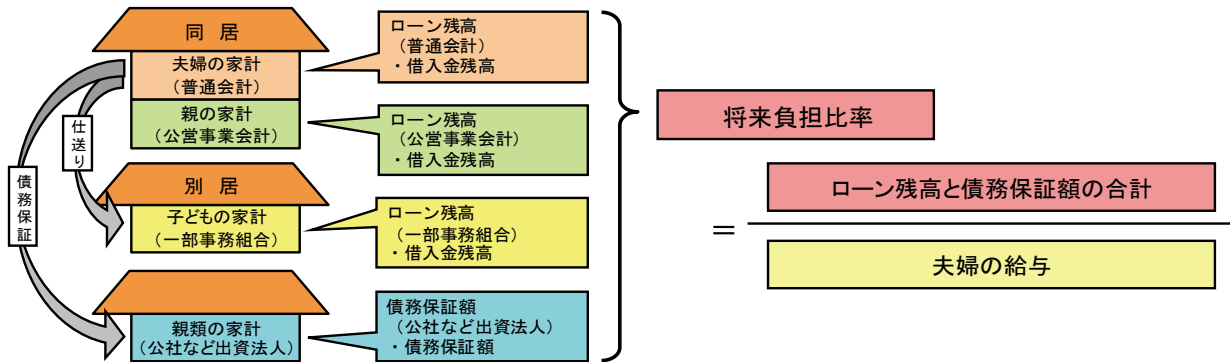 同 居
夫婦の家計
(普通会計)
親の家計
(公営事業会計)
仕送り
債務保証
別 居
子どもの家計
(一部事務組合)
親類の家計
(公社など出資法人)
ローン残高
(普通会計)
・借入金残高
ローン残高
(公営事業会計)
・借入金残高
ローン残高
(一部事務組合)
・借入金残高
債務保証額
(公社など出資法人)
・債務保証額
将来負担比率
=
ローン残高と債務保証額の合計
夫婦の給与